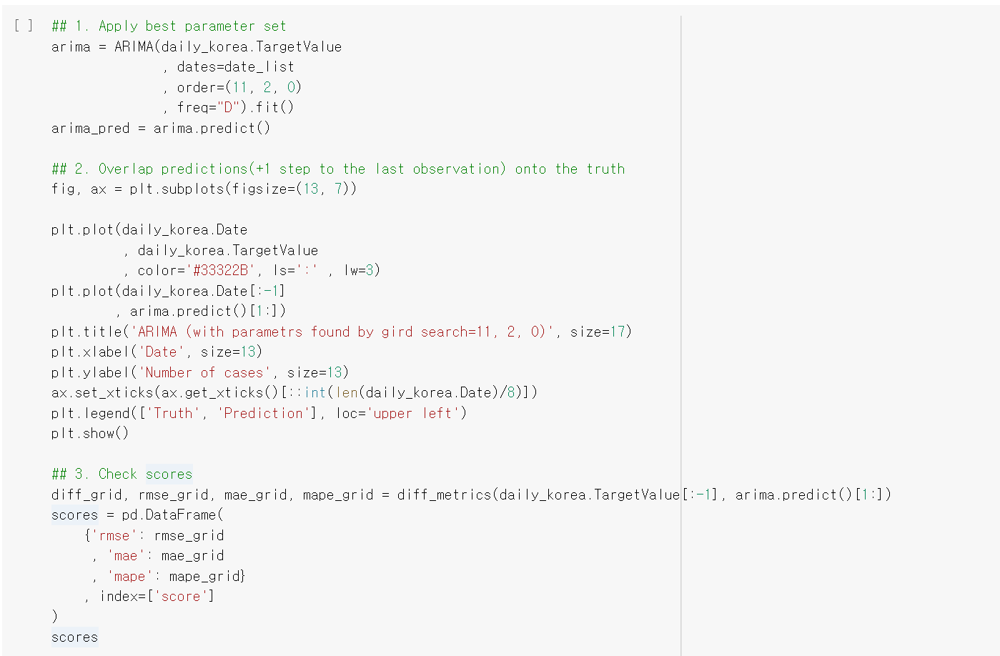 [ ] ## 1. Apply best parameter set
arima = ARIMA(daily_korea.TargetValue
, dates=date_list
, order=(11, 2, 0)
, freq="D").fit()
arima_pred = arima.predict()
## 2. Overlap predictions(+1 step to the last observation) onto the truth
fig, ax = plt.subplots(figsize=(13, 7))
plt.plot(daily_korea.Date
, daily_korea.TargetValue
, color='#33322B', ls=':' , lw=3)
plt.plot(daily_korea.Date[:-1]
, arima.predict()[1:])
plt.title('ARIMA (with parametrs found by gird search=11, 2, 0)', size=17)
plt.xlabel('Date', size=13)
plt.ylabel('Number of cases', size=13)
ax.set_xticks(ax.get_xticks()[::int(len(daily_korea.Date)/8)])
plt.legend(['Truth', 'Prediction'], loc='upper left')
plt.show()
## 3. Check scores
diff_grid, rmse_grid, mae_grid, mape_grid = diff_metrics(daily_korea.TargetValue[:-1], arima.predict()[1:])
scores = pd.DataFrame(
{'rmse': rmse_grid
, 'mae': mae_grid
, 'mape': mape_grid}
, index=['score']
)
scores